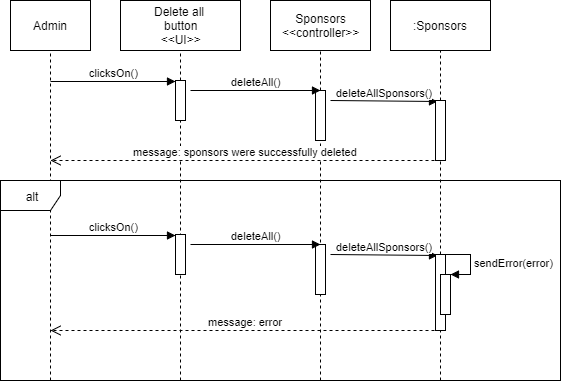 Admin
Delete all
button
<<UI>>
Sponsors
<<controller>>
:Sponsors
clicksOn()
deleteAll()
deleteAllSponsors()
message: sponsors were successfully deleted
alt
clicksOn()
deleteAll()
deleteAllSponsors()
sendError(error)
message: error